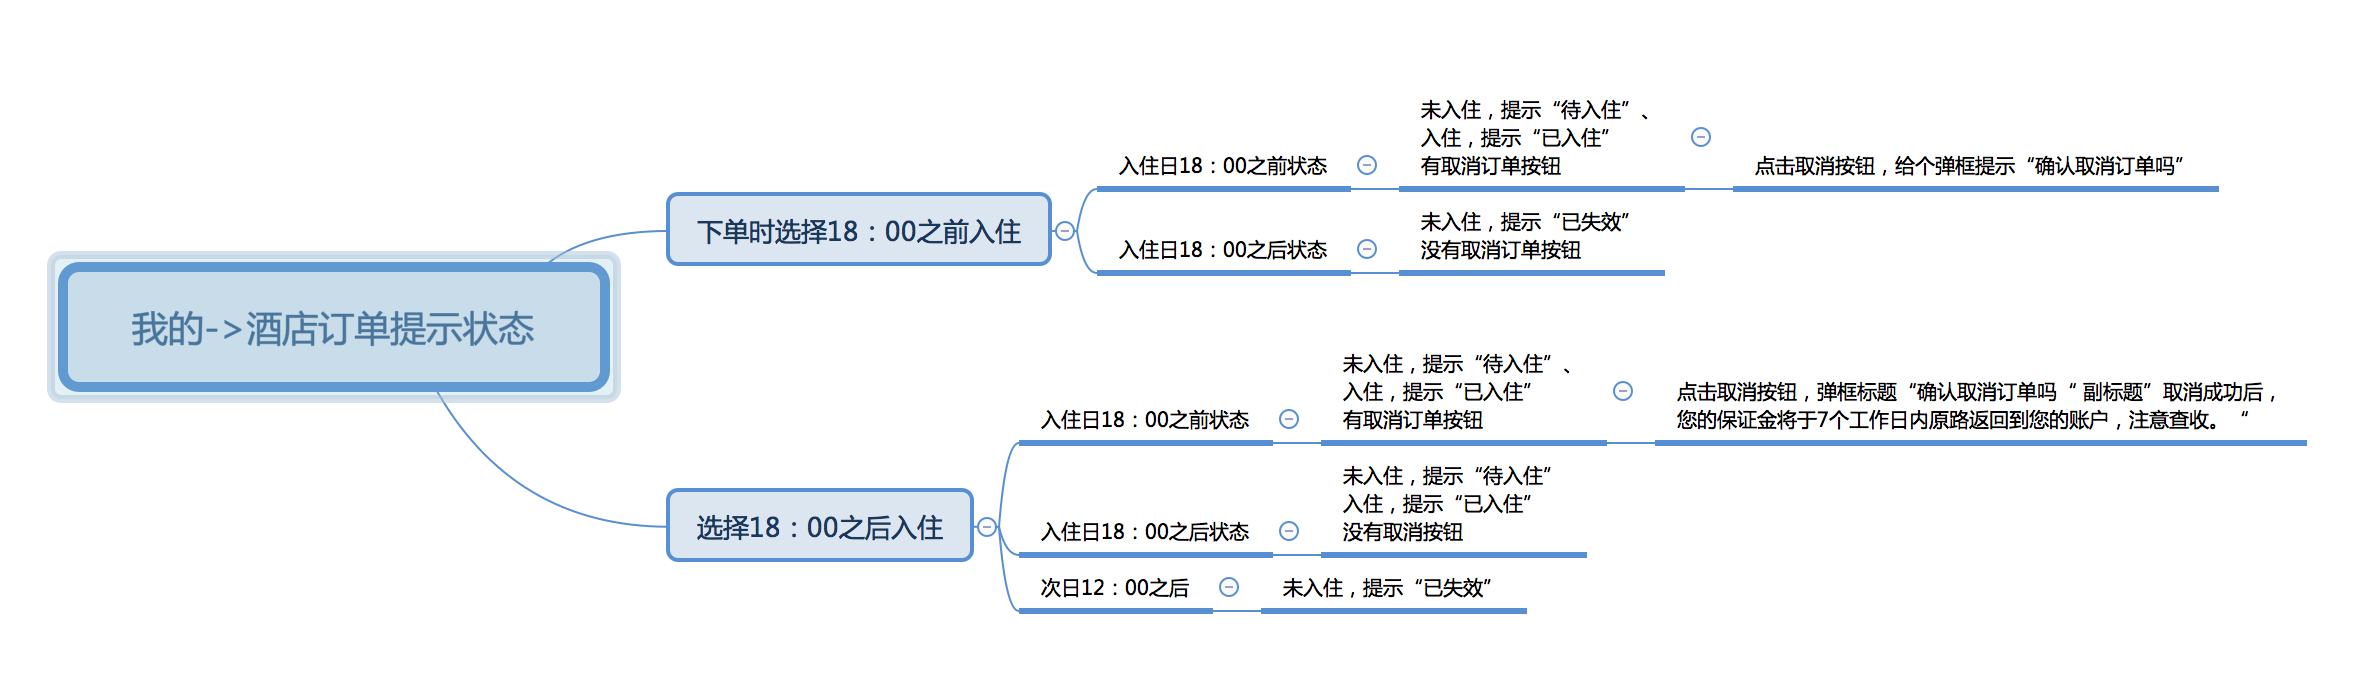 我的->酒店订单提示状态
下单时选择18：00之前入住
入住日18：00之前状态
未入住，提示“待入住”、
入住，提示“已入住”
有取消订单按钮
点击取消按钮，给个弹框提示“确认取消订单吗”
入住日18：00之后状态
未入住，提示“已失效”
没有取消订单按钮
选择18：00之后入住
入住日18：00之前状态
未入住，提示“待入住”、
入住，提示“已入住”
有取消订单按钮
点击取消按钮，弹框标题“确认取消订单吗“ 副标题”取消成功后，
您的保证金将于7个工作日内原路返回到您的账户，注意查收。“
入住日18：00之后状态
未入住，提示“待入住”
入住，提示“已入住”
没有取消按钮
次日12：00之后
未入住，提示“已失效”